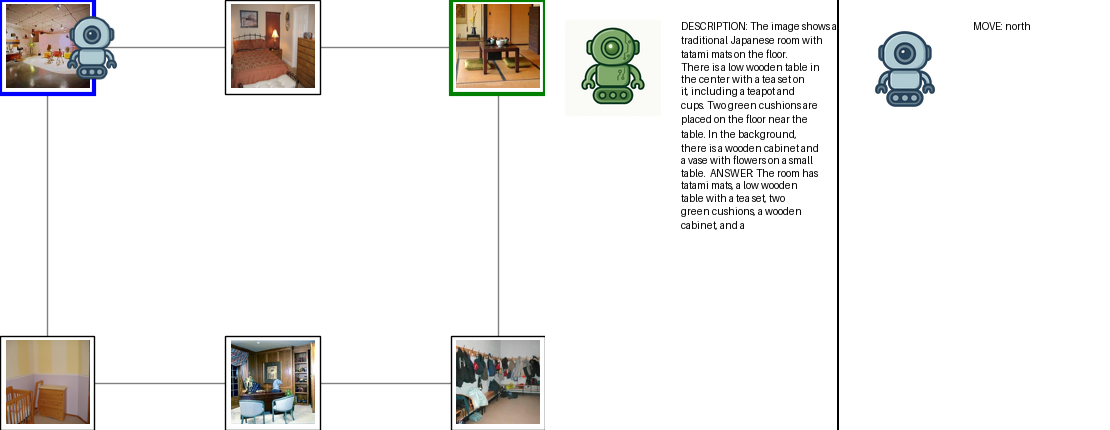 DESCRIPTION: The image shows a
traditional Japanese room with
tatami mats on the floor.
There is a low wooden table in
the center with a tea set on
it, including a teapot and
cups. Two green cushions are
placed on the floor near the
table. In the background,
there is a wooden cabinet and
a vase with flowers on a small
table. ANSWER: The room has
tatami mats, a low wooden
table with a tea set, two
green cushions, a wooden
cabinet, and a
MOVE: north